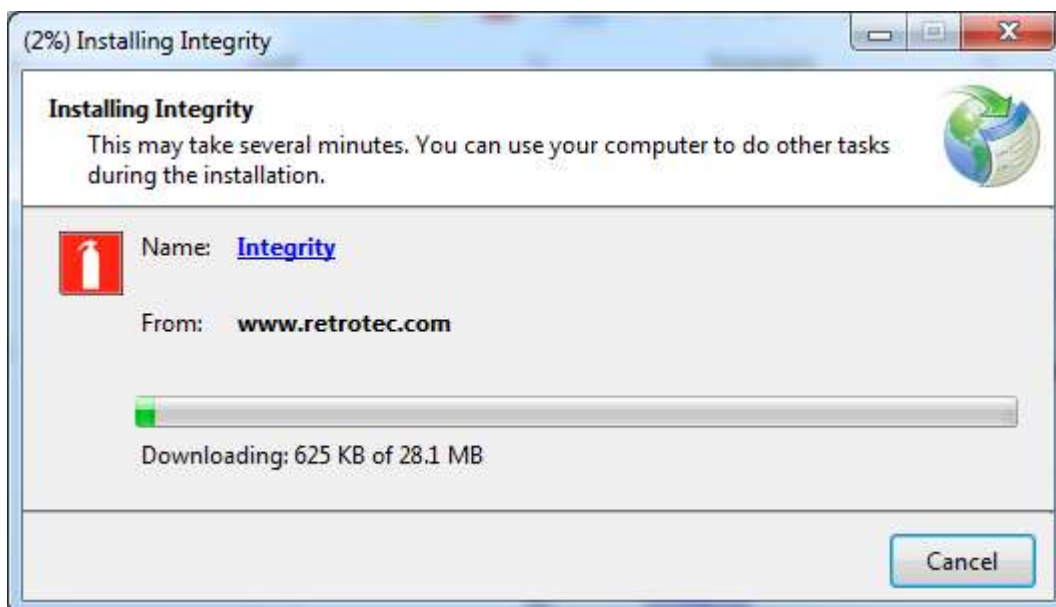 (2%) Installing Integrity
Installing Integrity
This may take several minutes. You can use your computer to do other tasks
during the installation.
Name: Integrity
From: www.retrotec.com
Downloading: 625 KB of 28.1 MB
Cancel